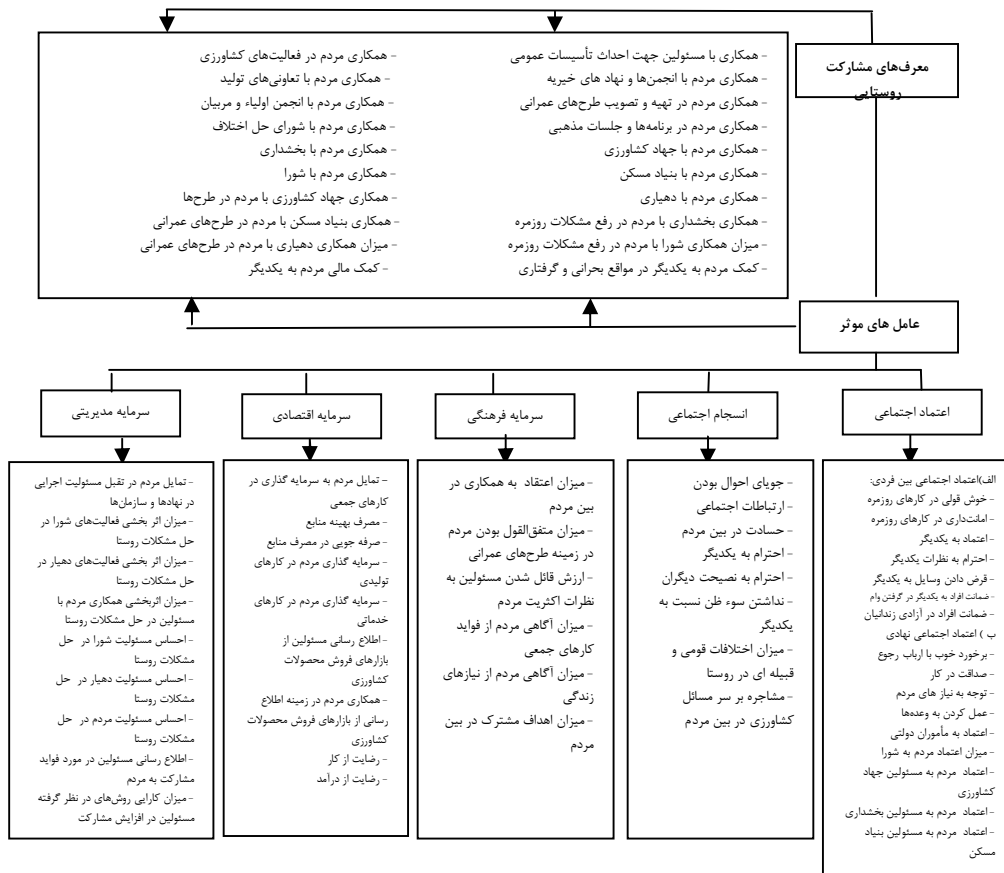 معرف‌های مشارکت
روستایی
- همکاری با مسئولین جهت احداث تأسیسات عمومی
- همکاری مردم با انجمن‌ها و نهاد های خیریه
- همکاری مردم در تهیه و تصویب طرح‌های عمرانی
- همکاری مردم در برنامه‌ها و جلسات مذهبی
- همکاری مردم با جهاد کشاورزی
- همکاری مردم با بنیاد مسکن
- همکاری مردم با دهیاری
- همکاری بخشداری با مردم در رفع مشکلات روزمره
- میزان همکاری شورا با مردم در رفع مشکلات روزمره
- کمک مردم به یکدیگر در مواقع بحرانی و گرفتاری
- همکاری مردم در فعالیت‌های کشاورزی
- همکاری مردم با تعاونی‌های تولید
- همکاری مردم با انجمن اولیاء و مربیان
- همکاری مردم با شورای حل اختلاف
- همکاری مردم با بخشداری
- همکاری مردم با شورا
- همکاری جهاد کشاورزی با مردم در طرح‌ها
- همکاری بنیاد مسکن با مردم در طرح‌های عمرانی
- میزان همکاری دهیاری با مردم در طرح‌های عمرانی
- کمک مالی مردم به یکدیگر
عامل های موثر
اعتماد اجتماعی
انسجام اجتماعی
سرمایه فرهنگی
سرمایه اقتصادی
سرمایه مدیریتی
الف)اعتماد اجتماعی بین فردی:
- خوش قولی در کارهای روزمره
- امانت‌داری در کارهای روزمره
- اعتماد به یکدیگر
- احترام به نظرات یکدیگر
- قرض دادن وسایل به یکدیگر
- ضمانت افراد به یکدیگر در گرفتن وام
- ضمانت افراد در آزادی زندانیان
ب ) اعتماد اجتماعی نهادی
- برخورد خوب با ارباب رجوع
- صداقت در کار
- توجه به نیاز های مردم
- عمل کردن به وعده‌ها
- اعتماد به مأموران دولتی
- میزان اعتماد مردم به شورا
- اعتماد مردم به مسئولین جهاد
کشاورزی
- اعتماد مردم به مسئولین بخشداری
- اعتماد مردم به مسئولین بنیاد
مسکن
- جویای احوال بودن
- ارتباطات اجتماعی
- حسادت در بین مردم
- احترام به یکدیگر
- احترام به نصیحت دیگران
- نداشتن سوء ظن نسبت به
یکدیگر
- میزان اختلافات قومی و
قبیله ای در روستا
- مشاجره بر سر مسائل
کشاورزی در بین مردم
- میزان اعتقاد به همکاری در
بین مردم
- میزان متفق‌القول بودن مردم
در زمینه طرح‌های عمرانی
- ارزش قائل شدن مسئولین به
نظرات اکثریت مردم
- میزان آگاهی مردم از فواید
کارهای جمعی
- میزان آگاهی مردم از نیازهای
زندگی
- میزان اهداف مشترک در بین
مردم
- تمایل مردم به سرمایه گذاری در
کارهای جمعی
- مصرف بهینه منابع
- صرفه جویی در مصرف منابع
- سرمایه گذاری مردم در کارهای
تولیدی
- سرمایه گذاری مردم در کارهای
خدماتی
- اطلاع رسانی مسئولین از
بازارهای فروش محصولات
کشاورزی
- همکاری مردم در زمینه اطلاع
رسانی از بازارهای فروش محصولات
کشاورزی
- رضایت از کار
- رضایت از درآمد
- تمایل مردم در تقبل مسئولیت اجرایی
در نهادها و سازمان‌ها
- میزان اثر بخشی فعالیت‌های شورا در
حل مشکلات روستا
- میزان اثر بخشی فعالیت‌های دهیار در
حل مشکلات روستا
- میزان اثربخشی همکاری مردم با
مسئولین در حل مشکلات روستا
- احساس مسئولیت شورا در حل
مشکلات روستا
- احساس مسئولیت دهیار در حل
مشکلات روستا
- احساس مسئولیت مردم در حل
مشکلات روستا
- اطلاع رسانی مسئولین در مورد فواید
مشارکت به مردم
- میزان کارایی روش‌های در نظر گرفته
مسئولین در افزایش مشارکت